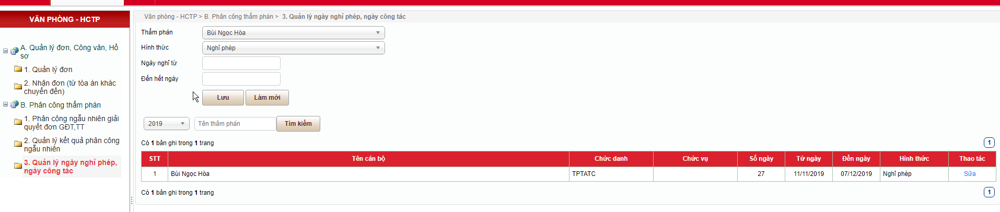 VĂN PHÒNG - HCTP
A. Quản lý đơn, Công văn, Hồ
sơ
1. Quản lý đơn
2. Nhận đơn (từ tòa án khác
chuyển đến)
B. Phân công thẩm phán
1. Phân công ngẫu nhiên giải
quyết đơn GĐT,TT
2. Quản lý kết quả phân công
ngẫu nhiên
3. Quản lý ngày nghỉ phép,
ngày công tác
Văn phòng - HCTP > B. Phân công thẩm phán > 3. Quản lý ngày nghỉ phép, ngày công tác
Thẩm phán Bùi Ngọc Hòa
Hình thức Nghỉ phép
Ngày nghỉ từ
Đến hết ngày
Lưu Làm mới
2019 Tên thẩm phán Tìm kiếm
Có 1 bản ghi trong 1 trang 1
STT Tên cán bộ Chức danh Chức vụ Số ngày Từ ngày Đến ngày Hình thức Thao tác
1 Bùi Ngọc Hòa TPTATC 27 11/11/2019 07/12/2019 Nghỉ phép Sửa
Có 1 bản ghi trong 1 trang 1